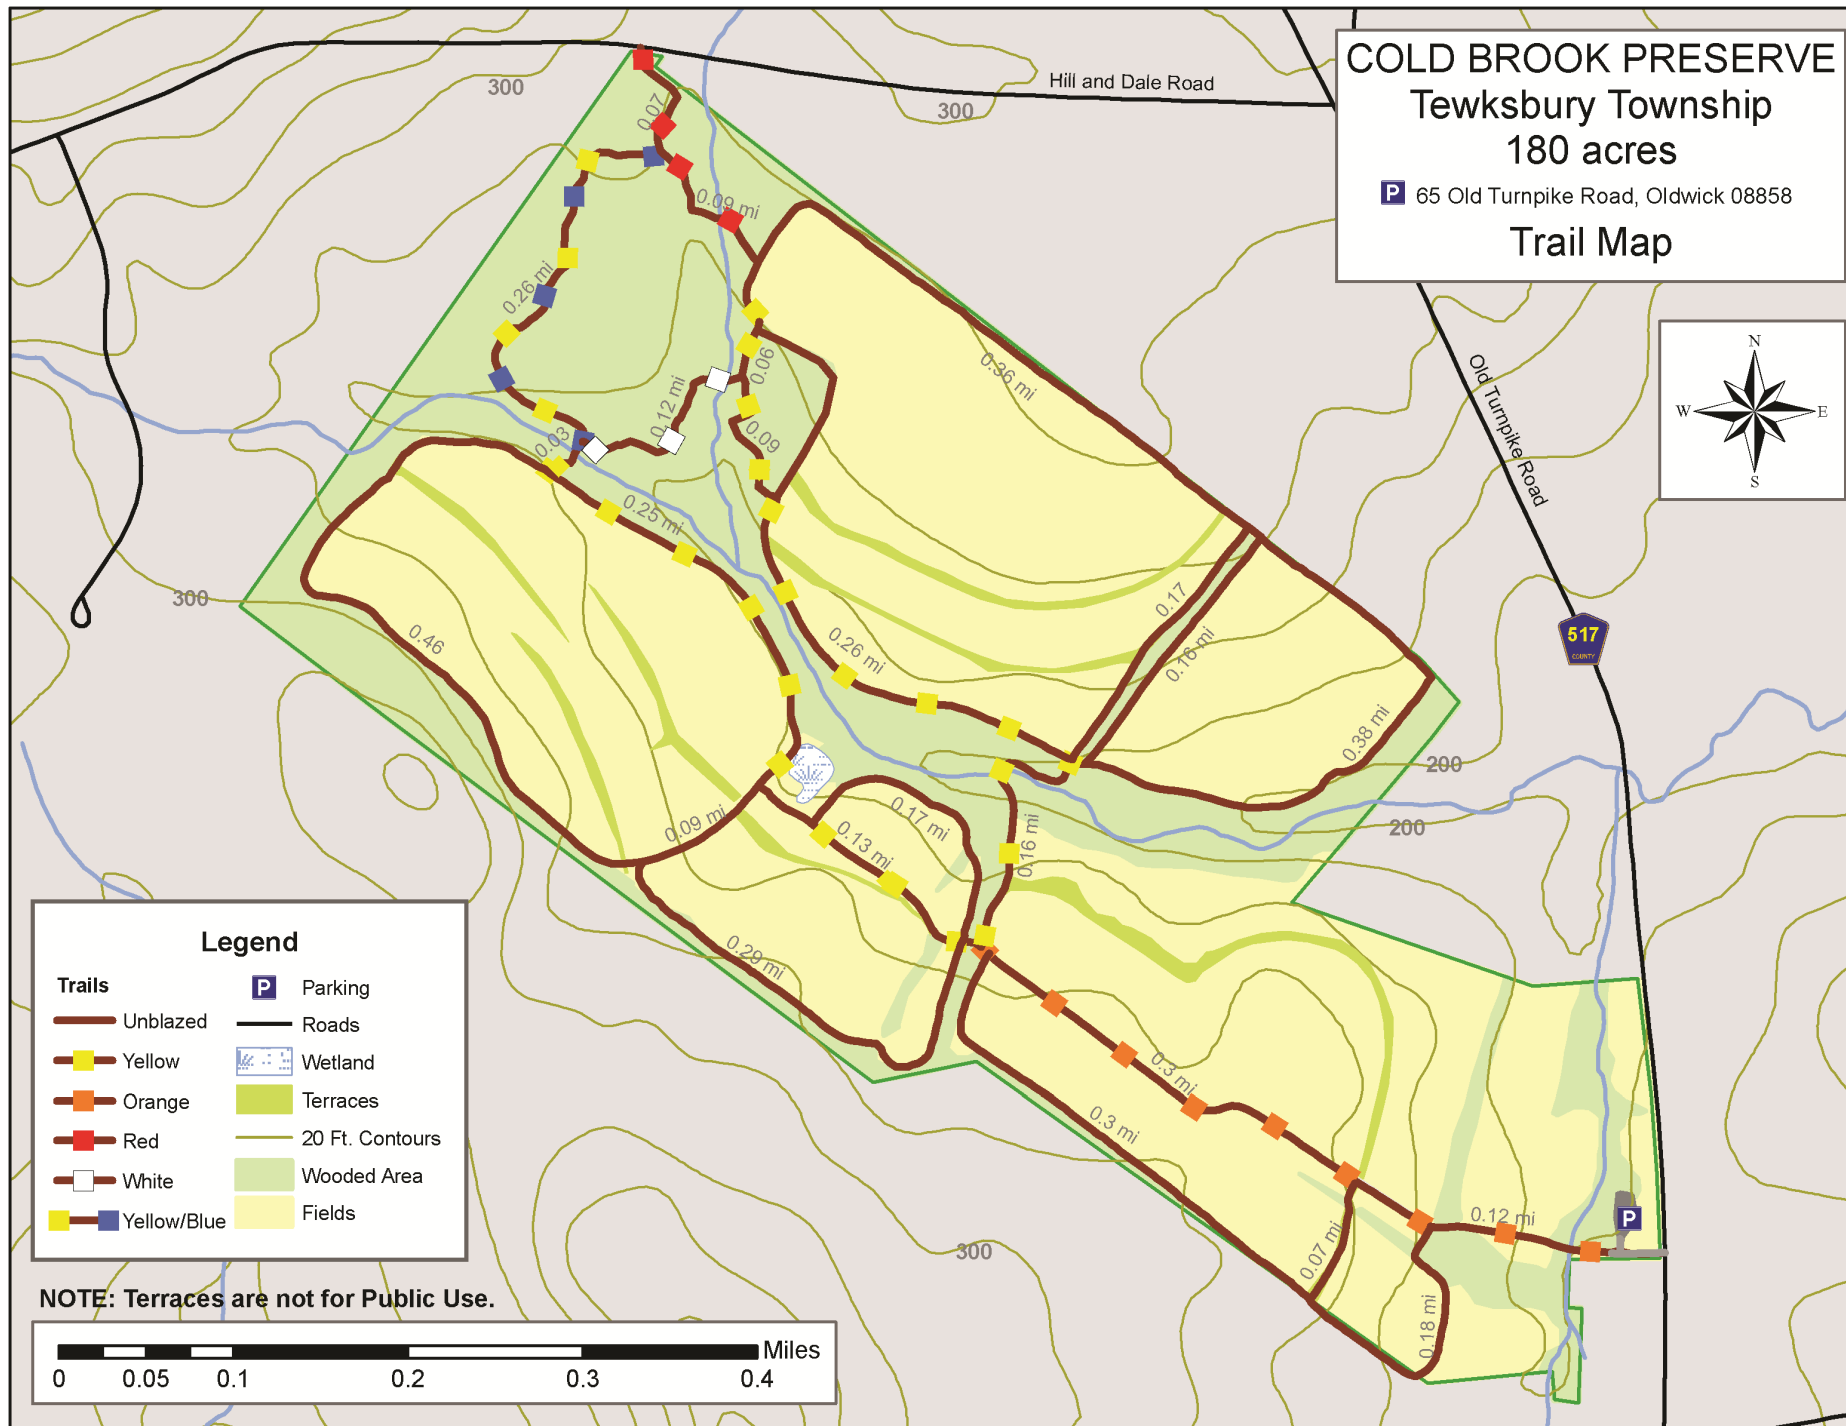 COLD BROOK PRESERVE
Tewksbury Township
180 acres
P 65 Old Turnpike Road, Oldwick 08858
Trail Map
Hill and Dale Road
300
300
0.07
0.09 mi
N
W E
S
0.26 mi
0.36 mi
0.06
0.12 mi
0.09
0.03
Old Turnpike Road
0.25 mi
300
0.46
0.17
0.16 mi
0.26 mi
517
COUNTY
0.38 mi
200
200
0.09 mi
0.17 mi
0.13 mi
0.16 mi
0.29 mi
0.3 mi
0.3 mi
0.12 mi
P
0.07 mi
0.18 mi
300
Legend
Trails
Unblazed
Yellow
Orange
Red
White
Yellow/Blue
P Parking
Roads
Wetland
Terraces
20 Ft. Contours
Wooded Area
Fields
NOTE: Terraces are not for Public Use.
Miles
0 0.05 0.1 0.2 0.3 0.4